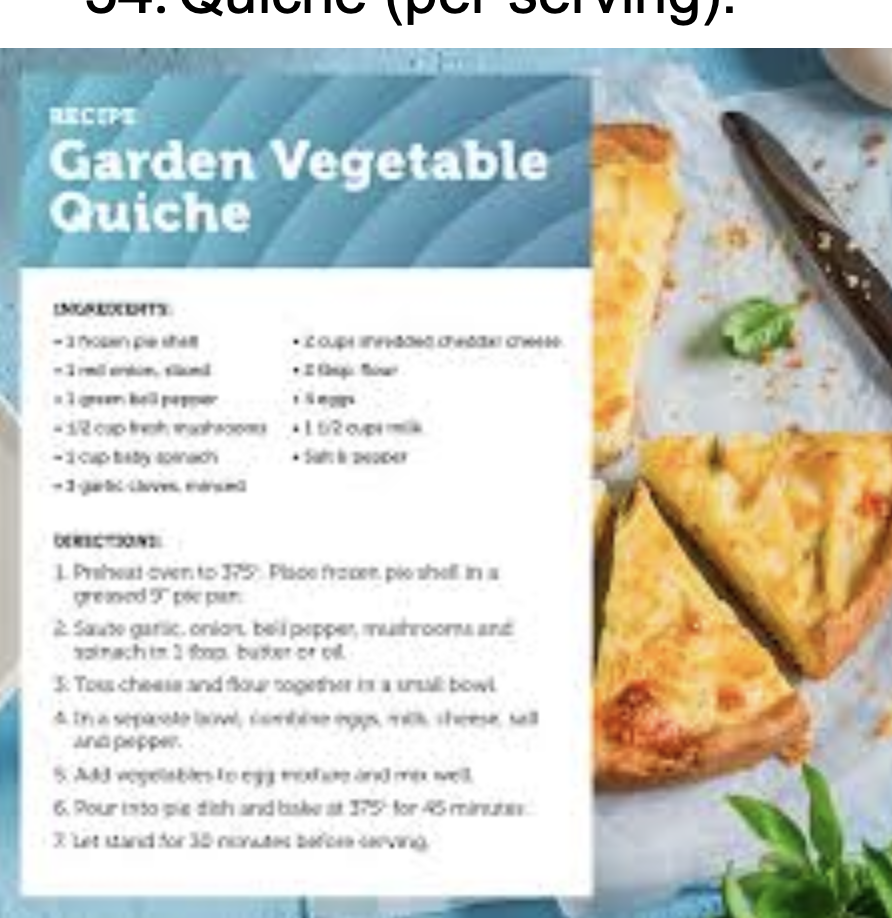 34. Quiche (per serving).
RECIPE
Garden Vegetable
Quiche
INGREDIENTS:
• 1 frozen pie shell
• 1 red onion, sliced
• 1 green bell pepper
• 1/2 cup fresh mushrooms
• 1 cup baby spinach
• 3 garlic cloves, minced
• 2 cups shredded cheddar cheese
• 2 tbsp. flour
• eggs
• 1 1/2 cups milk
• Salt & pepper
DIRECTIONS:
1. Preheat oven to 375°. Place frozen pie shell in a
greased 9" pie pan.
2. Saute garlic, onion, bell pepper, mushrooms and
spinach in 1 tbsp. butter or oil.
3. Toss cheese and flour together in a small bowl.
4. In a separate bowl, combine eggs, milk, cheese, salt
and pepper.
5. Add vegetables to egg mixture and mix well.
6. Pour into pie dish and bake at 375° for 45 minutes.
7. Let stand for minutes before serving.